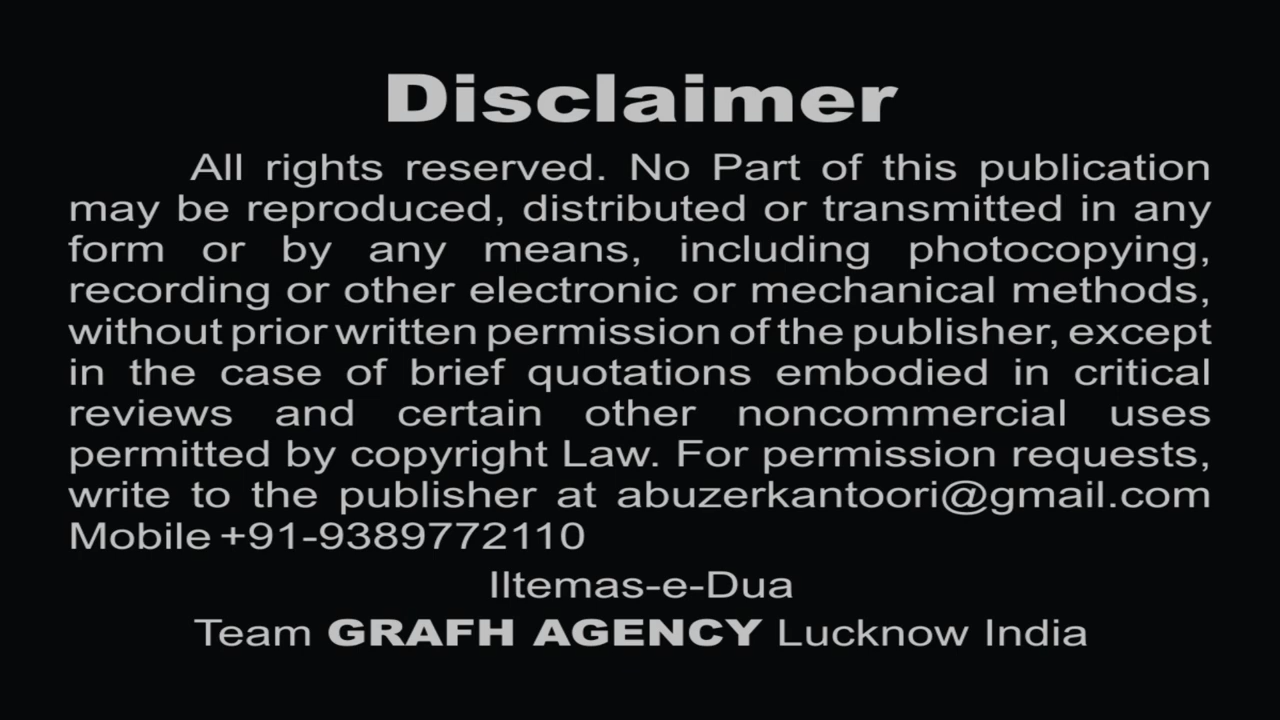 Disclaimer
All rights reserved. No Part of this publication
may be reproduced, distributed or transmitted in any
form or by any means, including photocopying,
recording or other electronic or mechanical methods,
without prior written permission of the publisher, except
in the case of brief quotations embodied in critical
reviews and certain other noncommercial uses
permitted by copyright Law. For permission requests,
write to the publisher at abuzerkantoori@gmail.com
Mobile +91-9389772110
Iltemas-e-Dua
Team GRAFH AGENCY Lucknow India